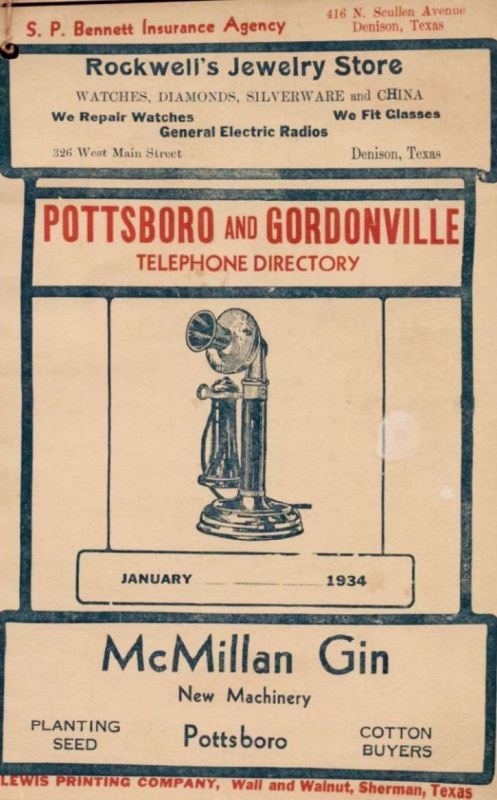 S. P. Bennett Insurance Agency
416 N. Scullen Avenue
Denison, Texas
Rockwell's Jewelry Store
WATCHES, DIAMONDS, SILVERWARE and CHINA
We Repair Watches
We Fit Glasses
General Electric Radios
326 West Main Street
Denison, Texas
POTTSBORO AND GORDONVILLE
TELEPHONE DIRECTORY
JANUARY ........ .................... 1934
McMillan Gin
New Machinery
PLANTING SEED
Pottsboro
COTTON BUYERS
LEWIS PRINTING COMPANY, Wall and Walnut, Sherman, Texas